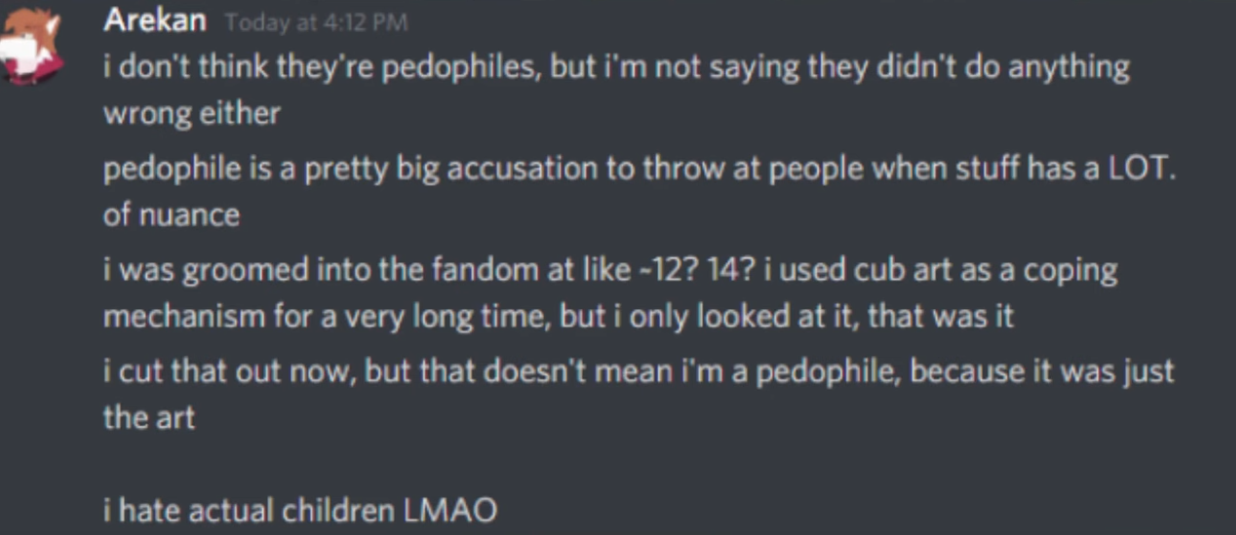 Arekan Today at 4:12 PM
i don't think they're pedophiles, but i'm not saying they didn't do anything
wrong either
pedophile is a pretty big accusation to throw at people when stuff has a LOT.
of nuance
i was groomed into the fandom at like ~12? 14? i used cub art as a coping
mechanism for a very long time, but i only looked at it, that was it
i cut that out now, but that doesn't mean i'm a pedophile, because it was just
the art
i hate actual children LMAO